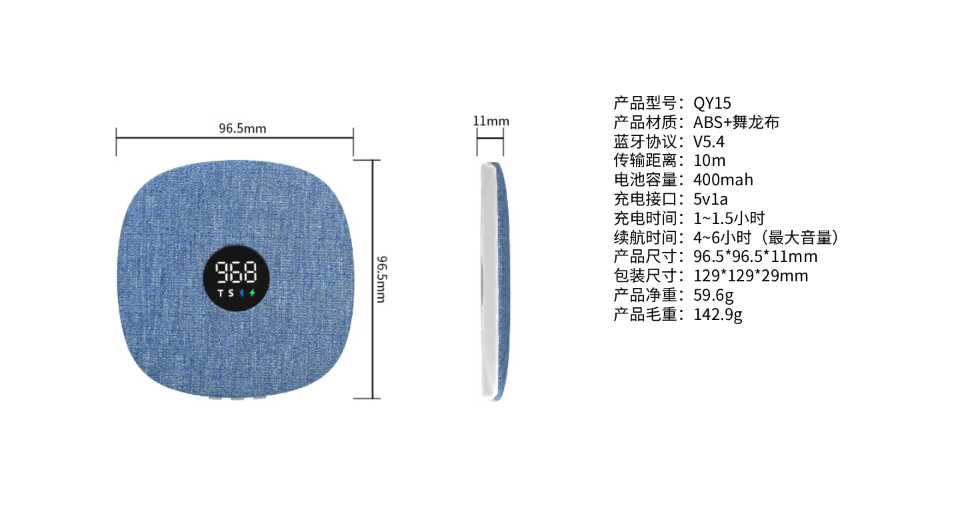 96.5mm
11mm
96.5mm
968
T S
产品型号：QY15
产品材质：ABS+舞龙布
蓝牙协议：V5.4
传输距离：10m
电池容量：400mah
充电接口：5v1a
充电时间：1~1.5小时
续航时间：4~6小时（最大音量）
产品尺寸：96.5*96.5*11mm
包装尺寸：129*129*29mm
产品净重：59.6g
产品毛重：142.9g